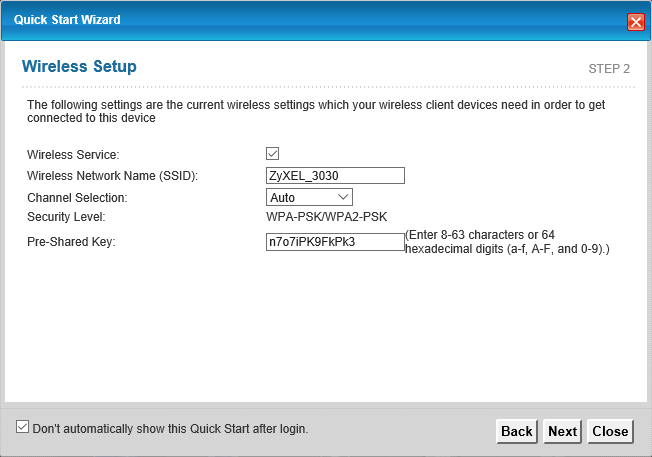 Quick Start Wizard
Wireless Setup
STEP 2
The following settings are the current wireless settings which your wireless client devices need in order to get
connected to this device
Wireless Service:
Wireless Network Name (SSID): ZyXEL_3030
Channel Selection: Auto
Security Level: WPA-PSK/WPA2-PSK
Pre-Shared Key: n7o7iPK9FkPk3 (Enter 8-63 characters or 64
hexadecimal digits (a-f, A-F, and 0-9).)
Don't automatically show this Quick Start after login.
Back Next Close